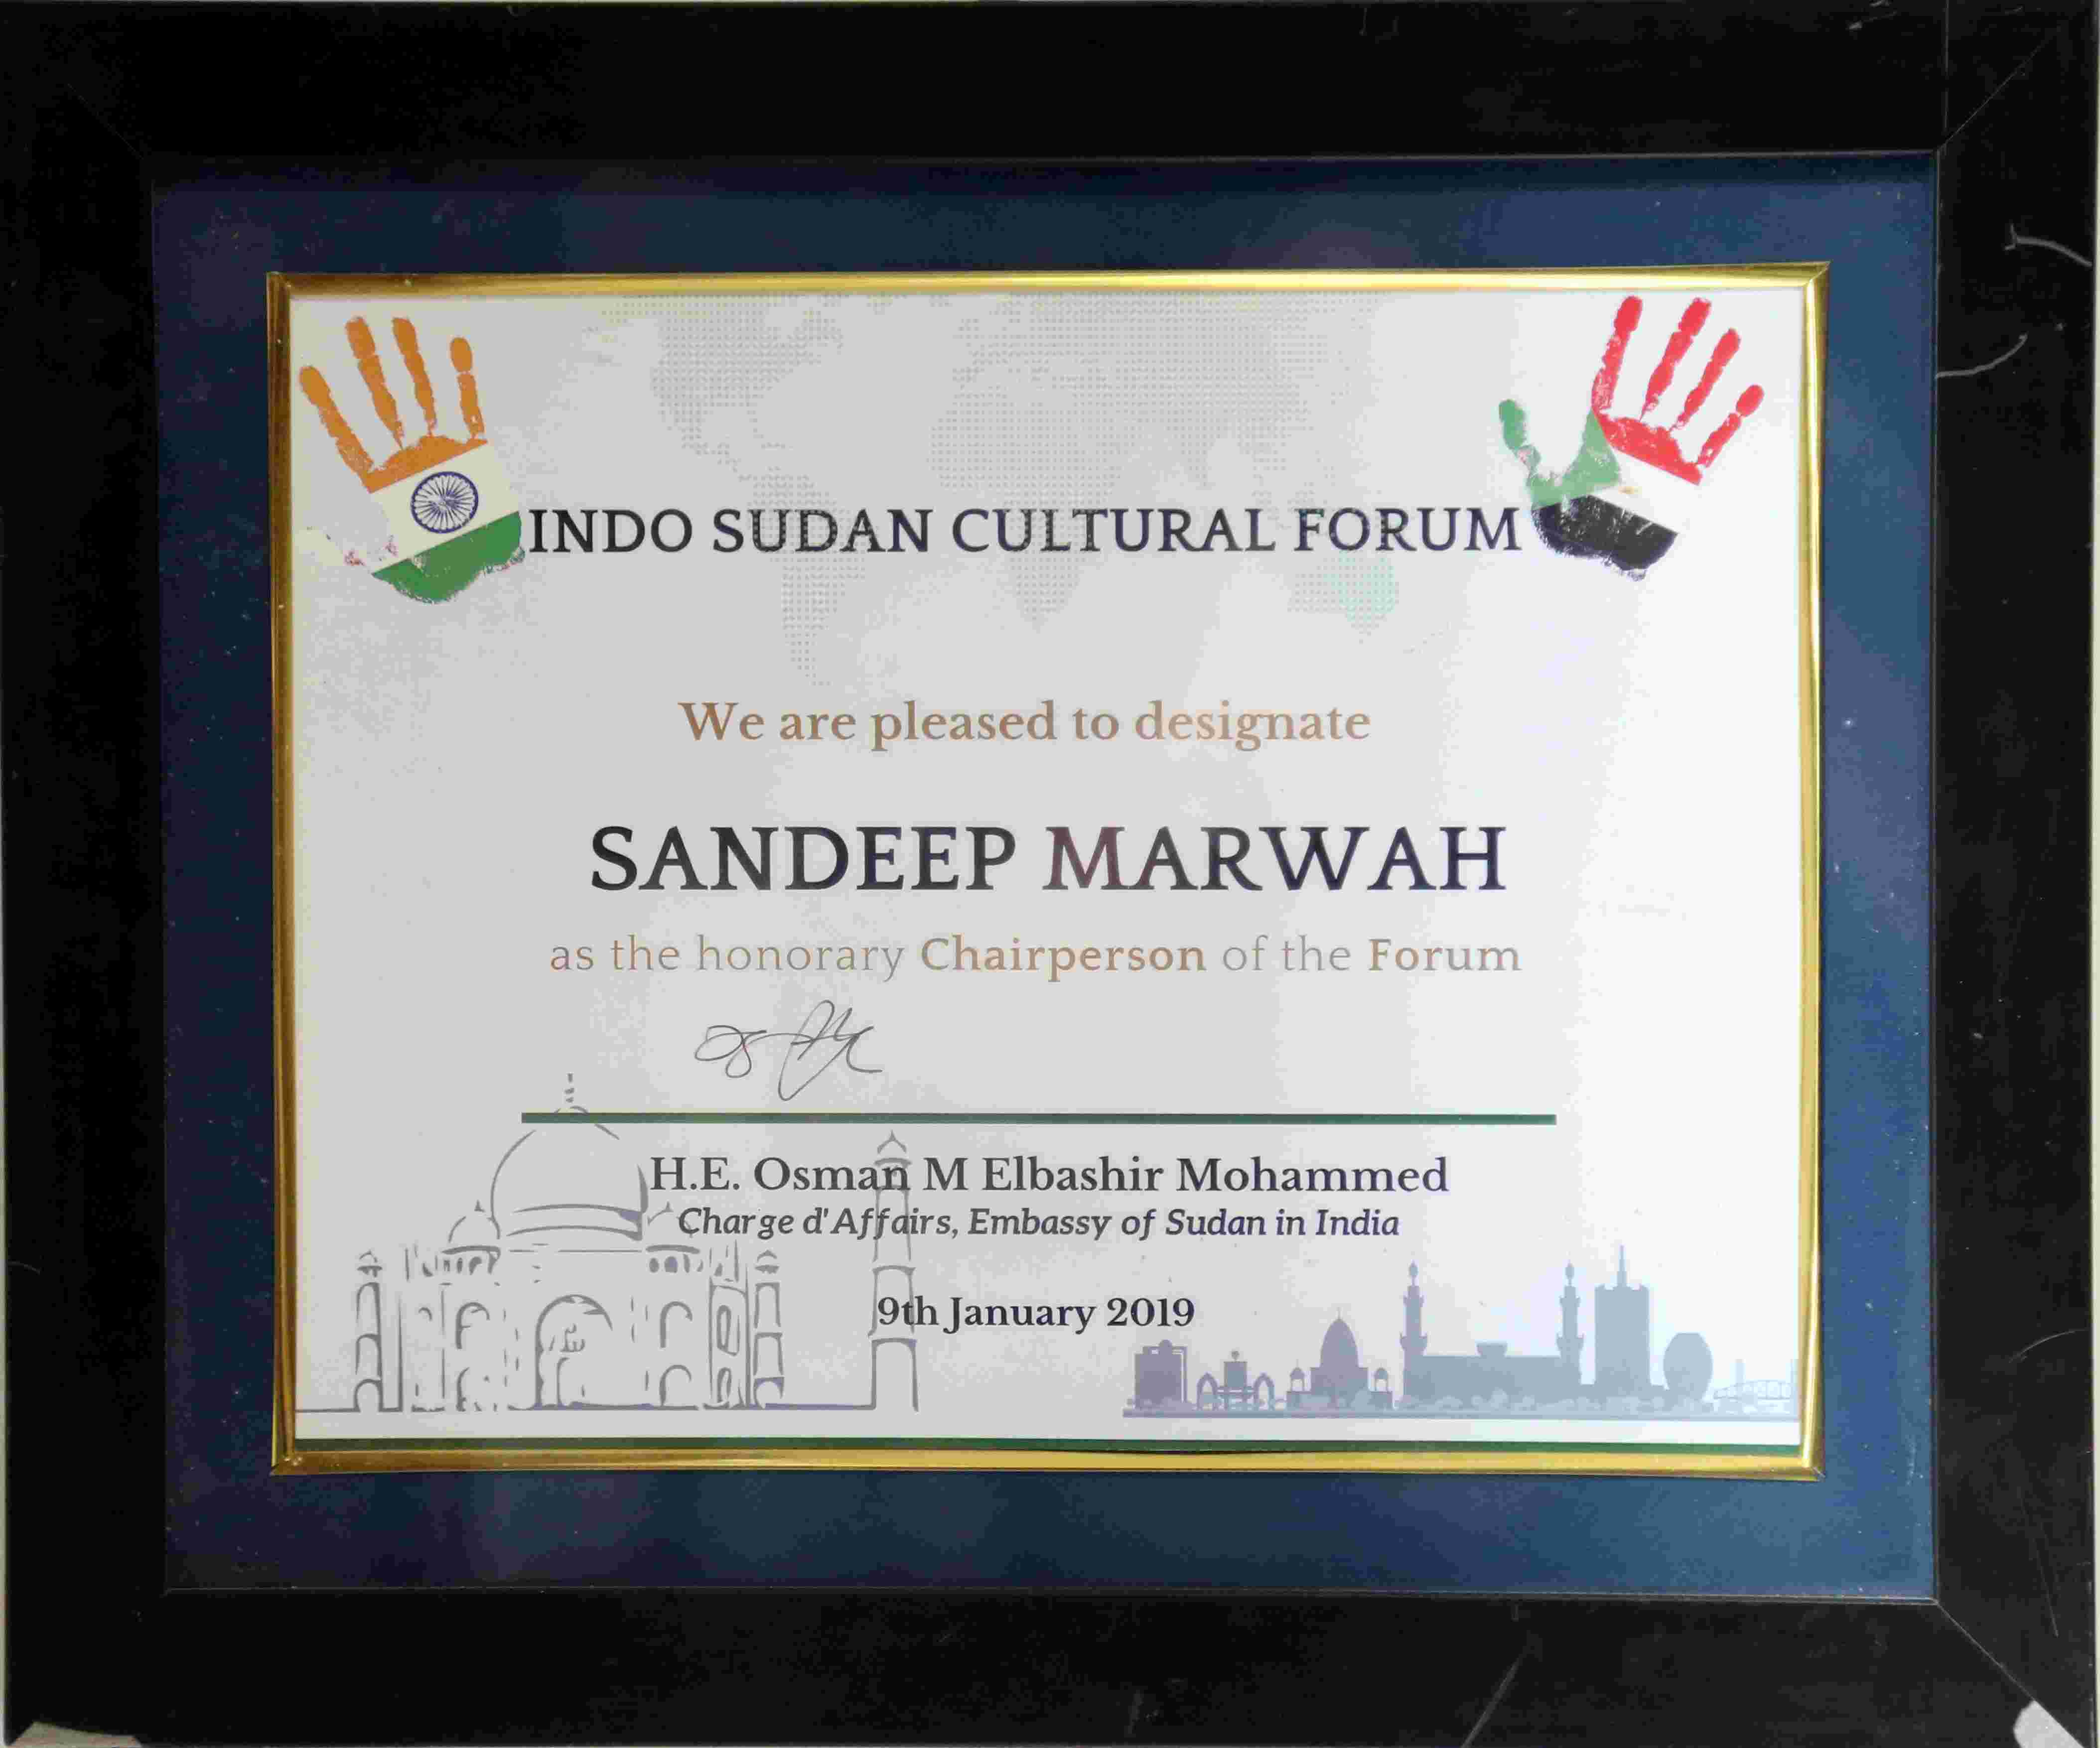 INDO SUDAN CULTURAL FORUM
We are pleased to designate
SANDEEP MARWAH
as the honorary Chairperson of the Forum
H.E. Osman M Elbashir Mohammed
Charge d'Affairs, Embassy of Sudan in India
9th January 2019